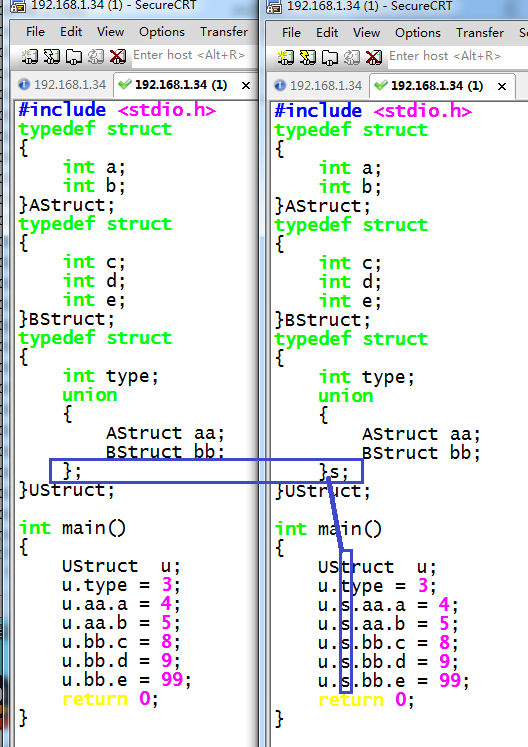 192.168.1.34 (1) - SecureCRT
File Edit View Options Transfer
Enter host <Alt+R>
192.168.1.34 192.168.1.34 (1) ×
#include <stdio.h>
typedef struct
{
int a;
int b;
}AStruct;
typedef struct
{
int c;
int d;
int e;
}BStruct;
typedef struct
{
int type;
union
{
AStruct aa;
BStruct bb;
};
}UStruct;
int main()
{
UStruct u;
u.type = 3;
u.aa.a = 4;
u.aa.b = 5;
u.bb.c = 8;
u.bb.d = 9;
u.bb.e = 99;
return 0;
}
192.168.1.34 (1) - SecureCRT
File Edit View Options Transfer S
Enter host <Alt+R>
192.168.1.34 192.168.1.34 (1) ×
#include <stdio.h>
typedef struct
{
int a;
int b;
}AStruct;
typedef struct
{
int c;
int d;
int e;
}BStruct;
typedef struct
{
int type;
union
{
AStruct aa;
BStruct bb;
}s;
}UStruct;
int main()
{
UStruct u;
u.type = 3;
u.s.aa.a = 4;
u.s.aa.b = 5;
u.s.bb.c = 8;
u.s.bb.d = 9;
u.s.bb.e = 99;
return 0;
}